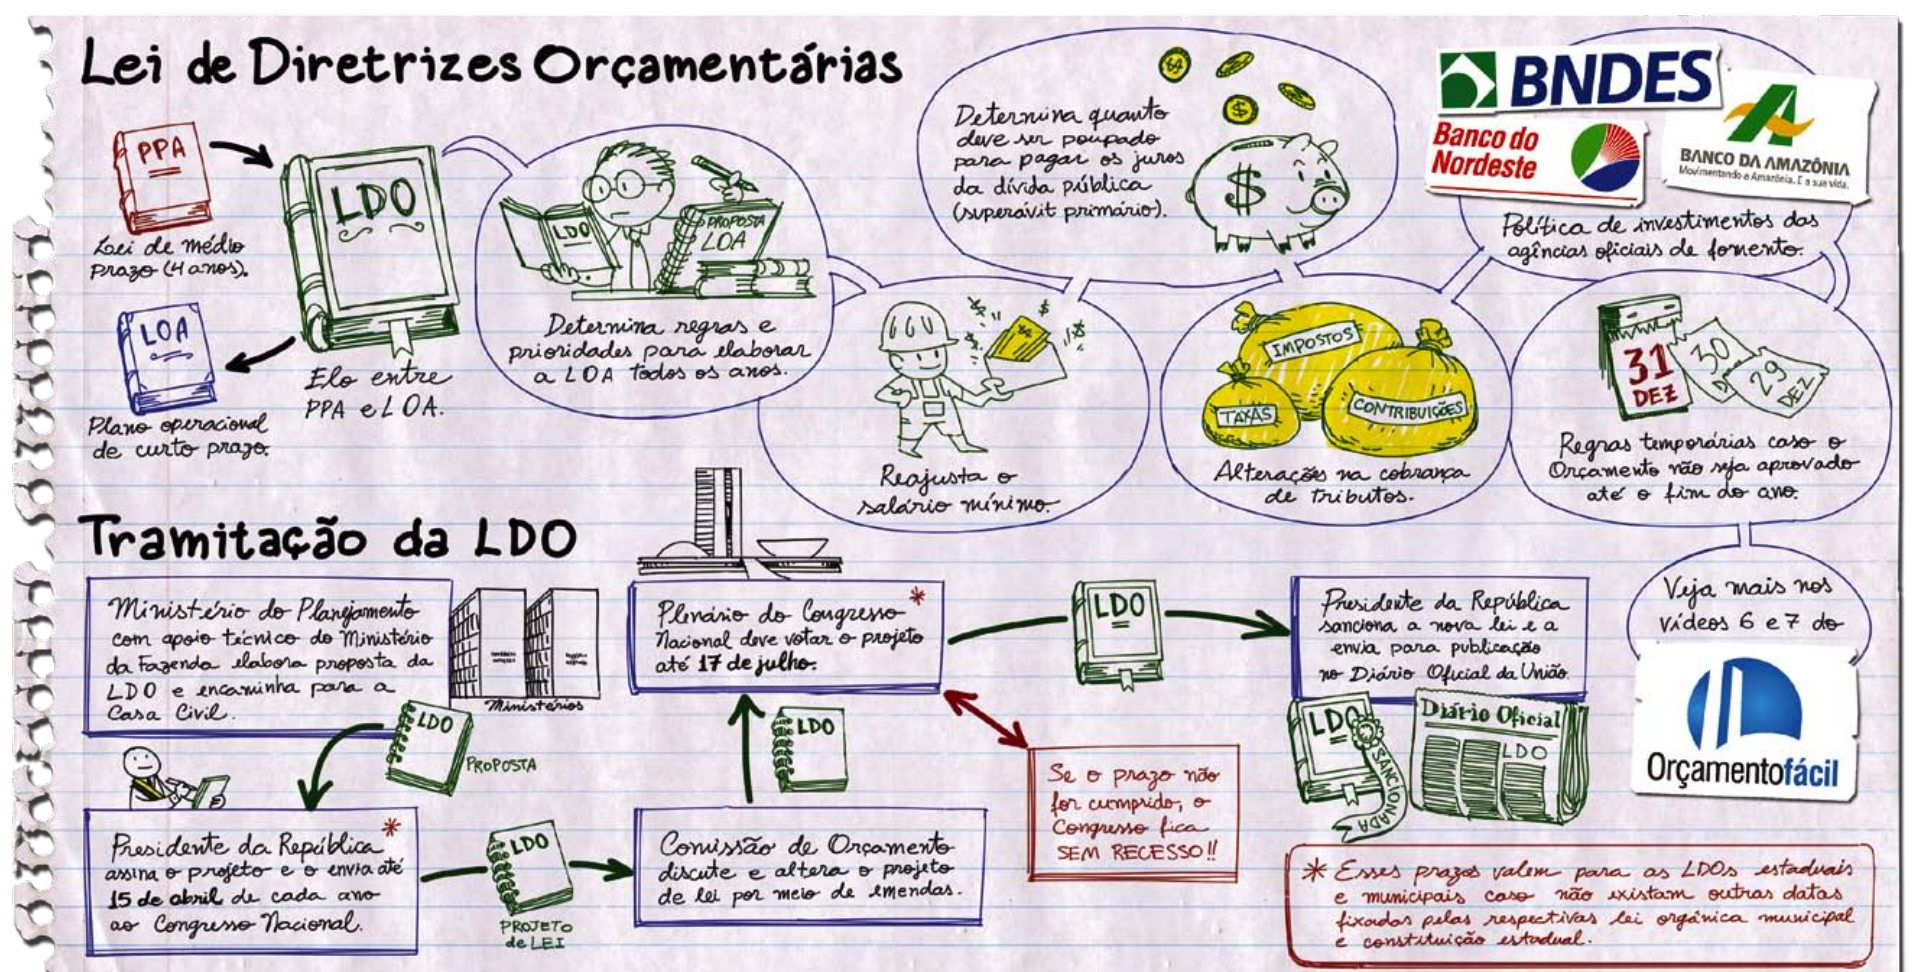 Lei de Diretrizes Orçamentárias
PPA
Lei de médio
prazo (4 anos).
LOA
Plano operacional
de curto prazo.
LDO
Elo entre
PPA e LOA.
LDO
PROPOSTA
LOA
Determina regras e
prioridades para elaborar
a LOA todos os anos.
Determina quanto
deve ser poupado
para pagar os juros
da dívida pública
(superávit primário).
$
Reajusta o
salário mínimo.
IMPOSTOS
TAXAS
CONTRIBUIÇÕES
Alterações na cobrança
de tributos.
BNDES
Banco do
Nordeste
BANCO DA AMAZÔNIA
Movimentando a Amazônia. E a sua vida.
Política de investimentos das
agências oficiais de fomento.
31
DEZ
30
D
29
DEZ
Regras temporárias caso o
Orçamento não seja aprovado
até o fim do ano.
Veja mais nos
vídeos 6 e 7 do
Orçamentofácil
Tramitação da LDO
Ministério do Planejamento
com apoio técnico do Ministério
da Fazenda elabora proposta da
LDO e encaminha para a
Casa Civil.
Ministérios
LDO
PROPOSTA
Presidente da República *
assina o projeto e o envia até
15 de abril de cada ano
ao Congresso Nacional.
LDO
PROJETO
de LEI
Comissão de Orçamento
discute e altera o projeto
de lei por meio de emendas.
LDO
Plenário do Congresso *
Nacional deve votar o projeto
até 17 de julho.
Se o prazo não
for cumprido, o
Congresso fica
SEM RECESSO!!
LDO
Presidente da República
sanciona a nova lei e a
envia para publicação
no Diário Oficial da União.
LDO
SANCIONADA
Diário Oficial
LDO
* Esses prazos valem para as LDOs estaduais
e municipais caso não existam outras datas
fixadas pelas respectivas lei orgânica municipal
e constituição estadual.